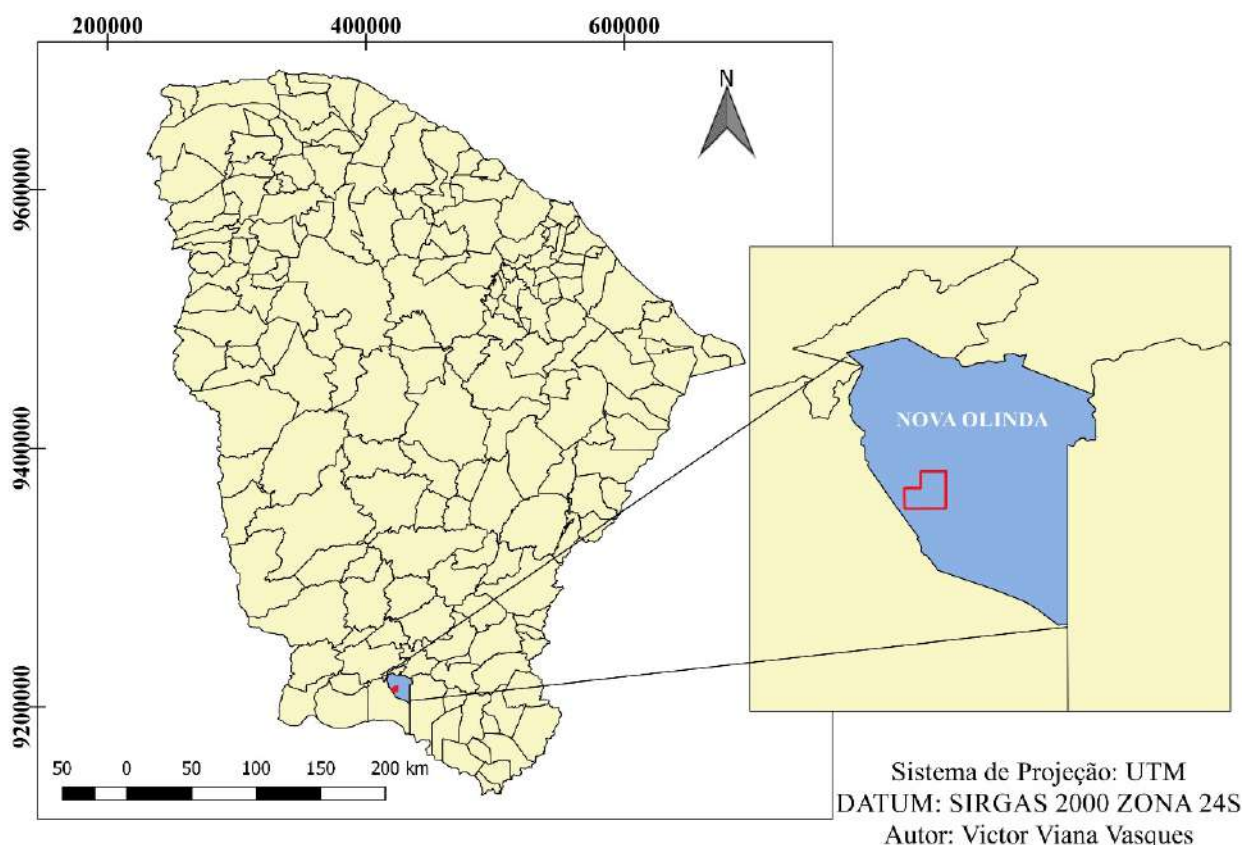 200000 400000 600000
N
9600000
9400000
9200000
NOVA OLINDA
50 0 50 100 150 200 km
Sistema de Projeção: UTM
DATUM: SIRGAS 2000 ZONA 24S
Autor: Victor Viana Vasques